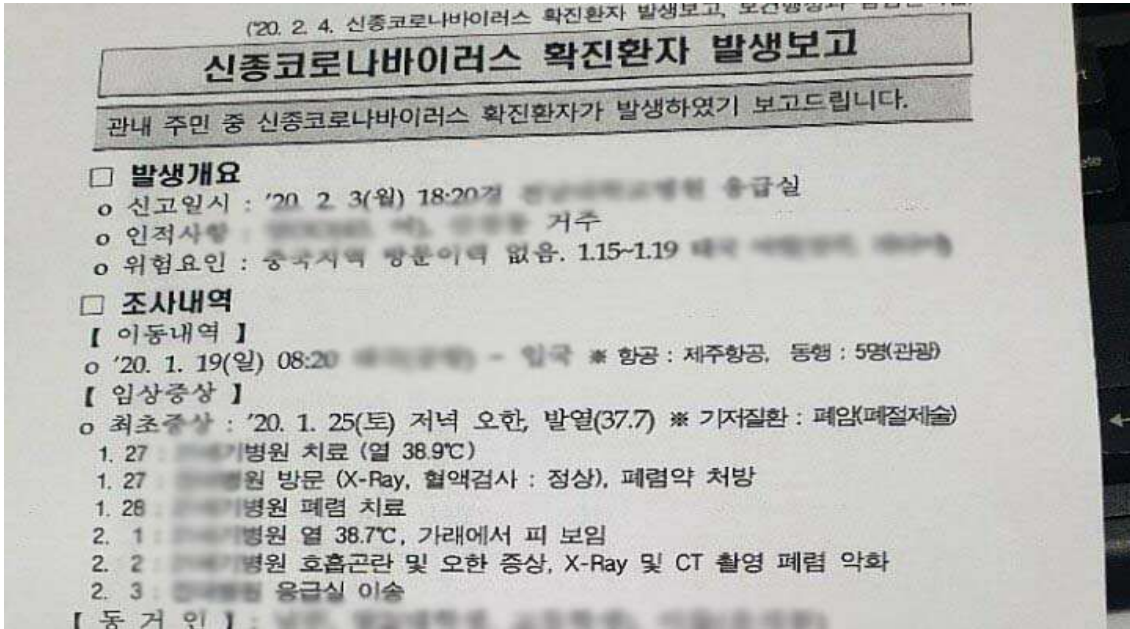 ('20. 2. 4. 신종코로나바이러스 확진환자 발생보고,
신종코로나바이러스 확진환자 발생보고
관내 주민 중 신종코로나바이러스 확진환자가 발생하였기 보고드립니다.
□ 발생개요
o 신고일시 : '20. 2. 3(월) 18:20경 응급실
o 인적사항 : 거주
o 위험요인 : 중국지역 방문이력 없음. 1.15~1.19
□ 조사내역
【 이동내역 】
o '20. 1. 19(일) 08:20 - 입국 ※ 항공 : 제주항공, 동행 : 5명(관광)
【 임상증상 】
o 최초증상 : '20. 1. 25(토) 저녁 오한, 발열(37.7) ※ 기저질환 : 폐암(폐절제술)
1. 27 : 병원 치료 (열 38.9℃)
1. 27 : 병원 방문 (X-Ray, 혈액검사 : 정상), 폐렴약 처방
1. 28 : 병원 폐렴 치료
2. 1 : 병원 열 38.7℃, 가래에서 피 보임
2. 2 : 병원 호흡곤란 및 오한 증상, X-Ray 및 CT 촬영 폐렴 악화
2. 3 : 응급실 이송
【 동 거 인 】 :